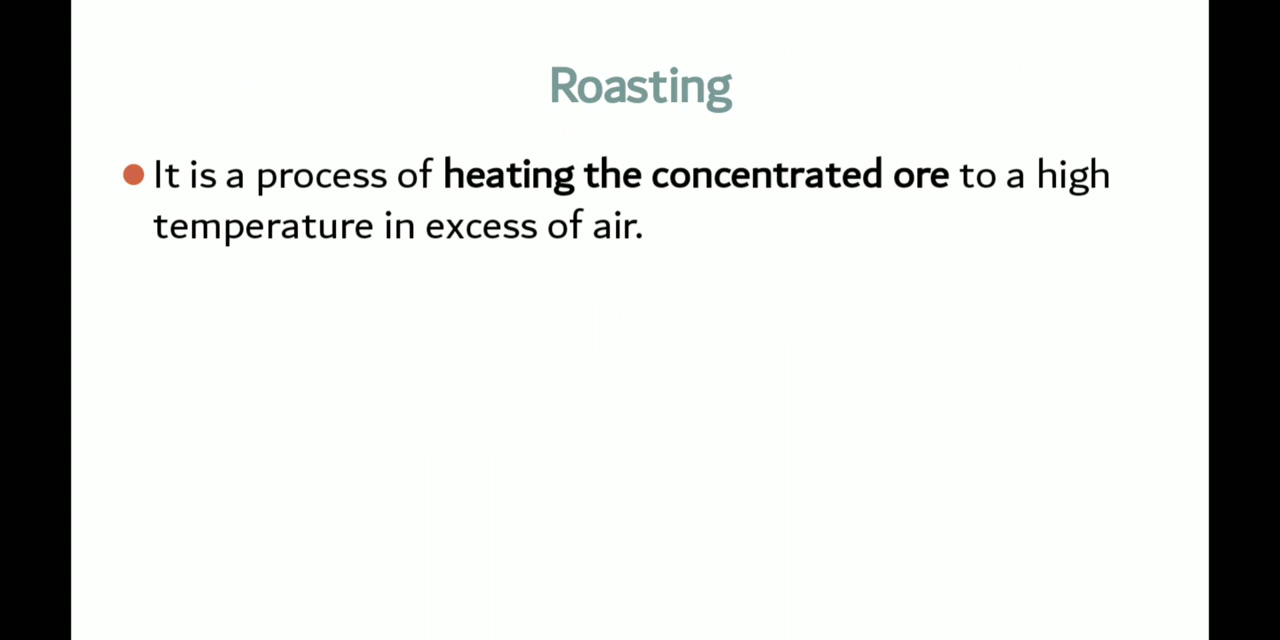 Roasting
It is a process of heating the concentrated ore to a high
temperature in excess of air.